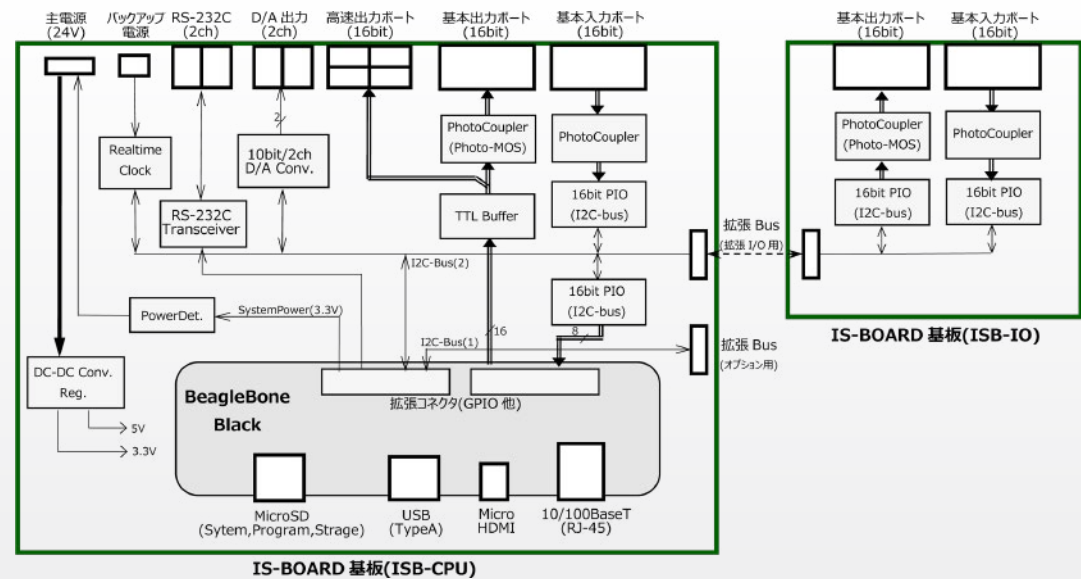 主電源
(24V)
バックアップ
電源
RS-232C
(2ch)
D/A 出力
(2ch)
高速出力ポート
(16bit)
基本出力ポート
(16bit)
基本入力ポート
(16bit)
基本出力ポート
(16bit)
基本入力ポート
(16bit)
Realtime
Clock
RS-232C
Transceiver
2
10bit/2ch
D/A Conv.
PhotoCoupler
(Photo-MOS)
TTL Buffer
PhotoCoupler
16bit PIO
(I2C-bus)
PhotoCoupler
(Photo-MOS)
16bit PIO
(I2C-bus)
PhotoCoupler
16bit PIO
(I2C-bus)
拡張 Bus
(拡張 I/O 用)
I2C-Bus(2)
16bit PIO
(I2C-bus)
PowerDet.
SystemPower(3.3V)
16
8
I2C-Bus(1)
拡張 Bus
(オプション用)
IS-BOARD 基板(ISB-IO)
DC-DC Conv.
Reg.
5V
3.3V
BeagleBone
Black
拡張コネクタ(GPIO 他)
MicroSD
(Sytem,Program,Strage)
USB
(TypeA)
Micro
HDMI
10/100BaseT
(RJ-45)
IS-BOARD 基板(ISB-CPU)